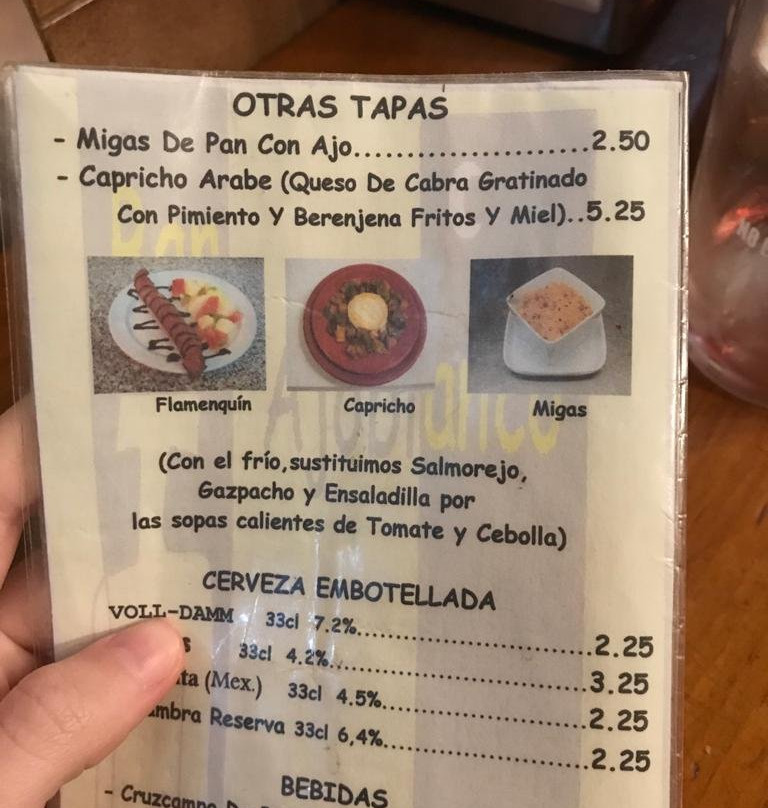 OTRAS TAPAS
- Migas De Pan Con Ajo......................2.50
- Capricho Arabe (Queso De Cabra Gratinado
Con Pimiento Y Berenjena Fritos Y Miel)..5.25
Flamenquín Capricho Migas
(Con el frío,sustituimos Salmorejo,
Gazpacho y Ensaladilla por
las sopas calientes de Tomate y Cebolla)
CERVEZA EMBOTELLADA
VOLL-DAMM 33cl 7.2%......................2.25
33cl 4.2%.........................3.25
(Mex.) 33cl 4.5%....................2.25
Reserva 33cl 6,4%....................2.25
BEBIDAS
- Cruzcampo